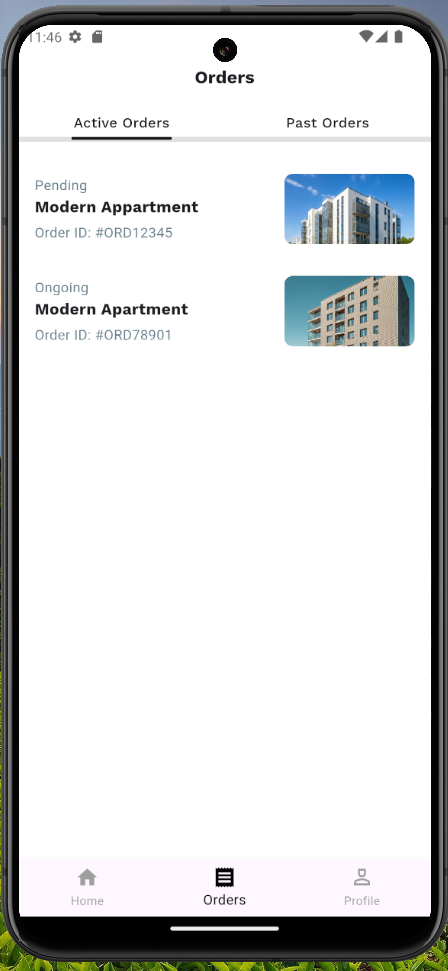 11:46
Orders
Active Orders Past Orders
Pending
Modern Appartment
Order ID: #ORD12345
Ongoing
Modern Apartment
Order ID: #ORD78901
Home Orders Profile